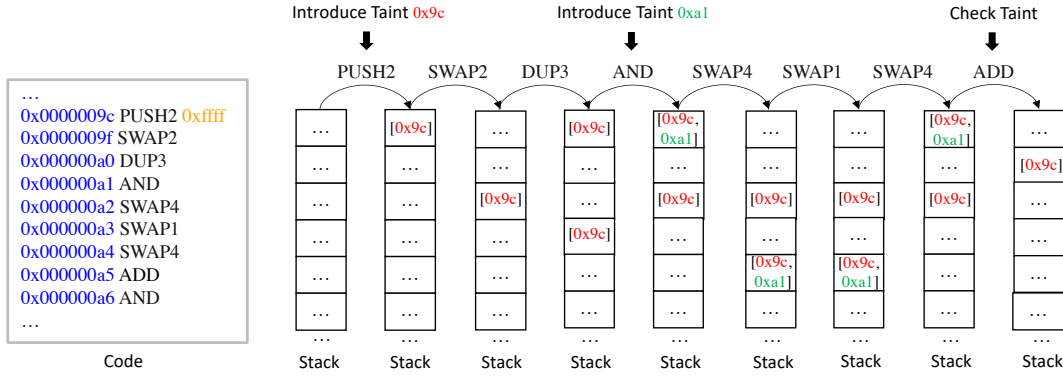 Introduce Taint 0x9c Introduce Taint 0xa1 Check Taint
PUSH2 SWAP2 DUP3 AND SWAP4 SWAP1 SWAP4 ADD
…
0x0000009c PUSH2 0xffff
0x0000009f SWAP2
0x000000a0 DUP3
0x000000a1 AND
0x000000a2 SWAP4
0x000000a3 SWAP1
0x000000a4 SWAP4
0x000000a5 ADD
0x000000a6 AND
…
Code
…
…
…
…
…
…
…
Stack
[0x9c]
…
…
…
…
…
…
Stack
…
…
[0x9c]
…
…
…
…
Stack
[0x9c]
…
…
[0x9c]
…
…
…
Stack
[0x9c,
0xa1]
…
[0x9c]
…
…
…
…
Stack
…
…
[0x9c]
…
[0x9c,
0xa1]
…
…
Stack
…
…
[0x9c]
…
[0x9c,
0xa1]
…
…
Stack
[0x9c,
0xa1]
…
[0x9c]
…
…
…
…
Stack
…
[0x9c]
…
…
…
…
…
Stack